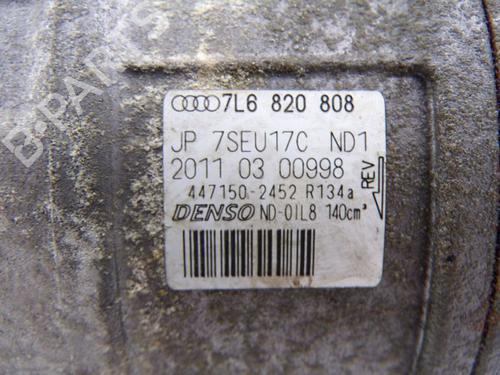 B-PARTS
7L6 820 808
JP 7SEU17C ND1
2011 03 00998
447150-2452 R134a
REV
DENSO ND-OIL8 140cm³